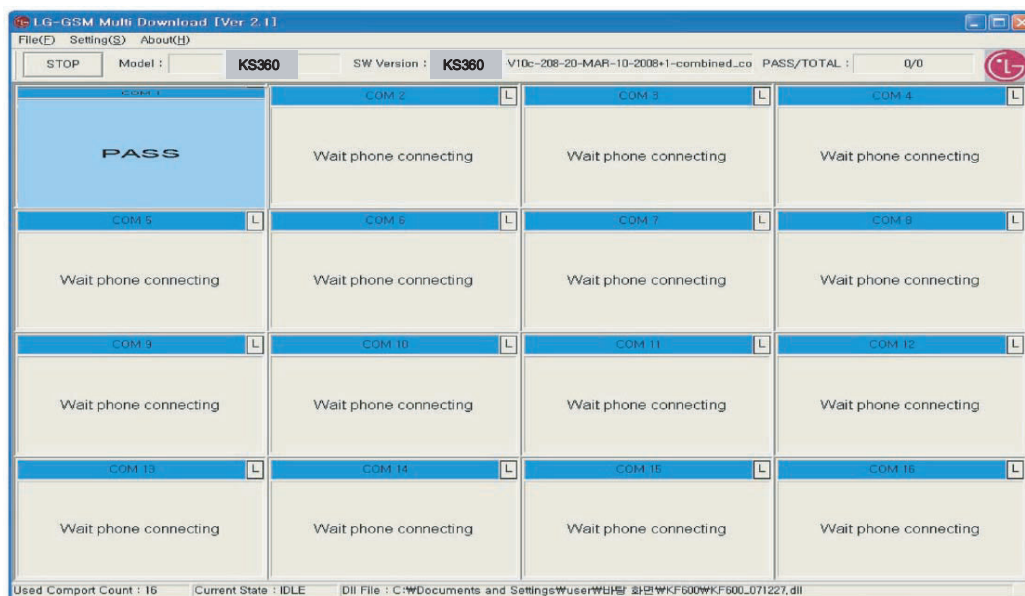 LG-GSM Multi Download [Ver 2.1]
File(F) Setting(S) About(H)
STOP Model : KS360 SW Version : KS360 V10c-208-20-MAR-10-2008+1-combined_co PASS/TOTAL : 0/0
COM 1 COM 2 L COM 3 L COM 4 L
PASS Wait phone connecting Wait phone connecting Wait phone connecting
COM 5 L COM 6 L COM 7 L COM 8 L
Wait phone connecting Wait phone connecting Wait phone connecting Wait phone connecting
COM 9 L COM 10 L COM 11 L COM 12 L
Wait phone connecting Wait phone connecting Wait phone connecting Wait phone connecting
COM 13 L COM 14 L COM 15 L COM 16 L
Wait phone connecting Wait phone connecting Wait phone connecting Wait phone connecting
Used Comport Count : 16 Current State : IDLE Dll File : C:₩Documents and Settings₩user₩바탕 화면₩KF600₩KF600_071227.dll